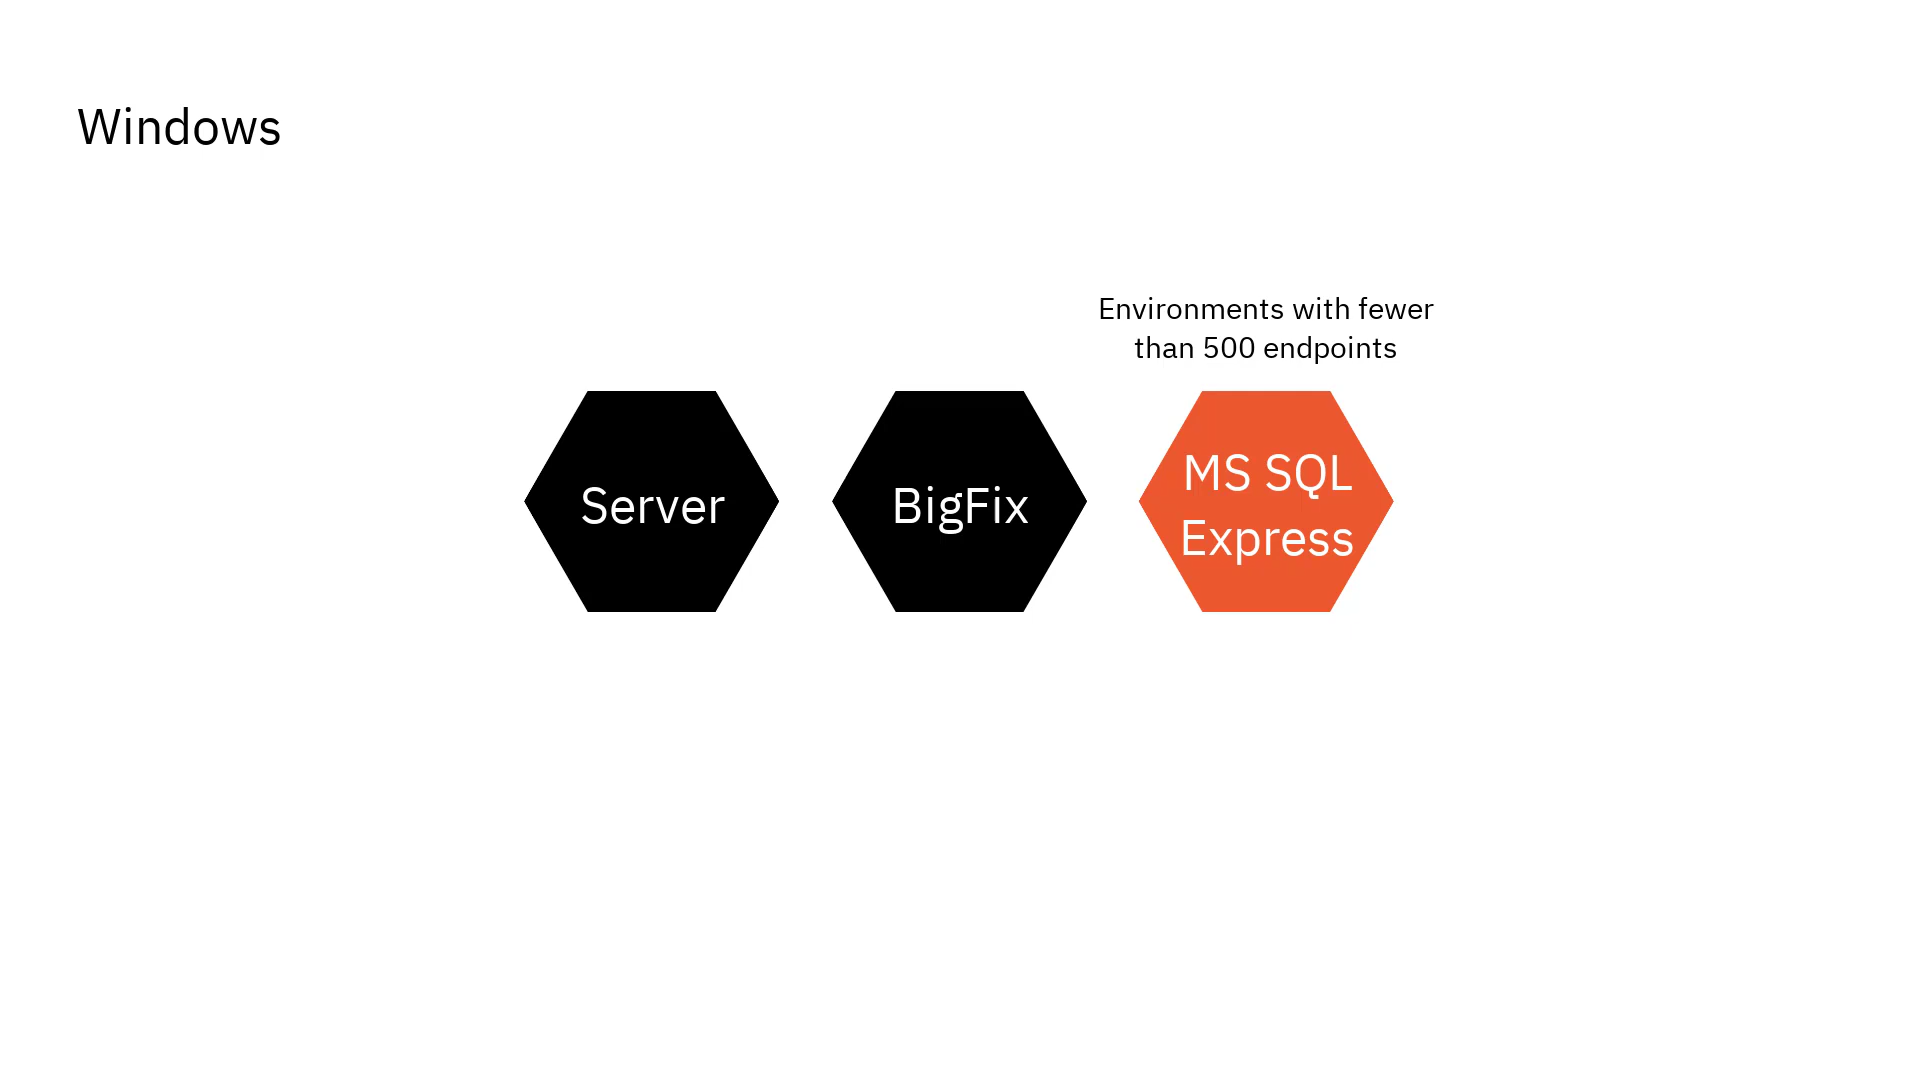 Windows
Environments with fewer
than 500 endpoints
Server
BigFix
MS SQL
Express